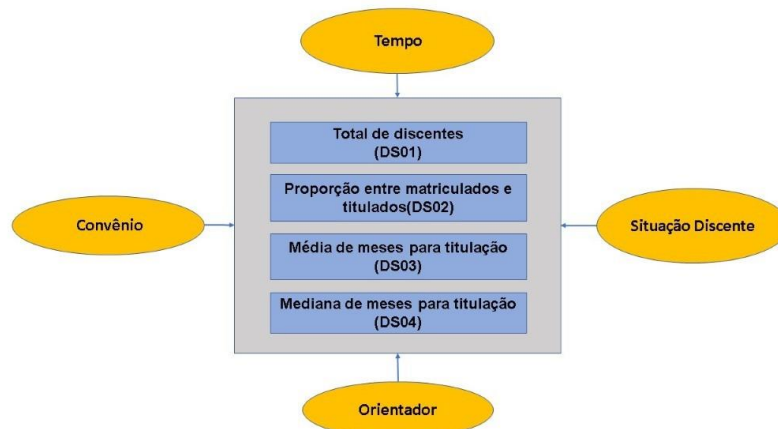 Tempo
Total de discentes
(DS01)
Proporção entre matriculados e
titulados(DS02)
Convênio
Situação Discente
Média de meses para titulação
(DS03)
Mediana de meses para titulação
(DS04)
Orientador